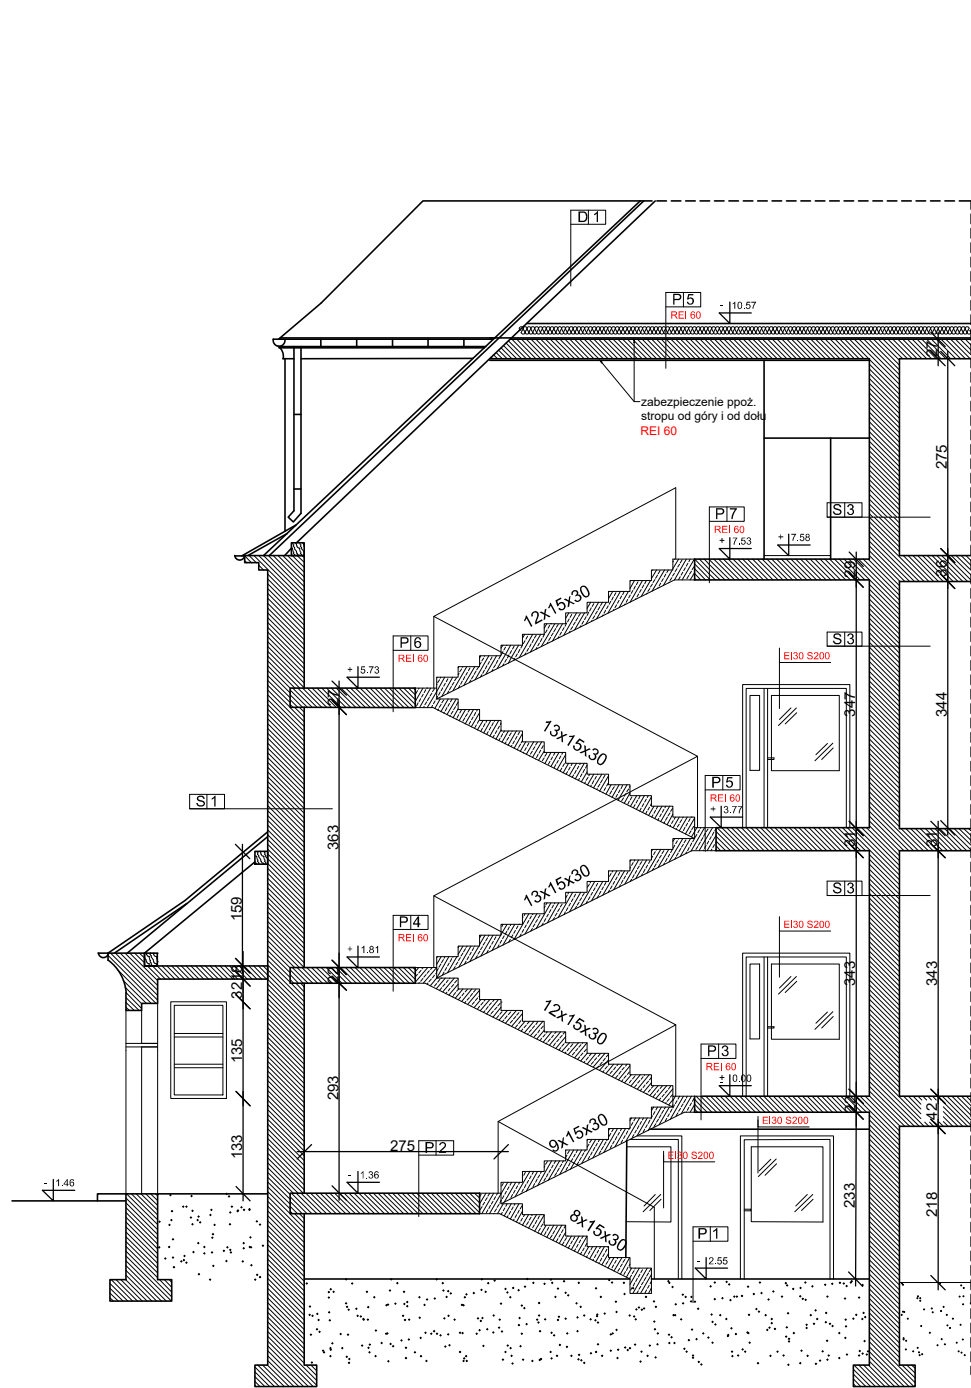 D 1
P 5
REI 60
- 10.57
27
zabezpieczenie ppoż.
stropu od góry i od dołu
REI 60
275
S 3
P 7
REI 60
+ 7.53
+ 7.58
29
36
12x15x30
P 6
REI 60
+ 5.73
27
S 3
EI30 S200
347
344
13x15x30
P 5
REI 60
+ 3.77
31
31
S 1
363
13x15x30
S 3
159
P 4
REI 60
+ 1.81
EI30 S200
343
343
32
135
12x15x30
P 3
REI 60
+ 0.00
42
293
EI30 S200
9x15x30
275
P 2
EI30 S200
133
- 1.36
- 1.46
233
218
8x15x30
P 1
- 2.55